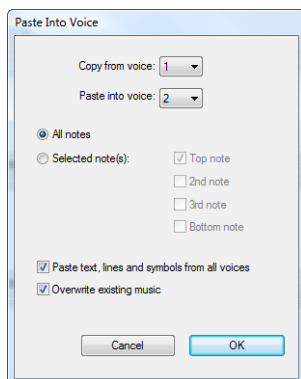 Paste Into Voice
Copy from voice: 1
Paste into voice: 2
All notes
Selected note(s): Top note
2nd note
3rd note
Bottom note
Paste text, lines and symbols from all voices
Overwrite existing music
Cancel OK